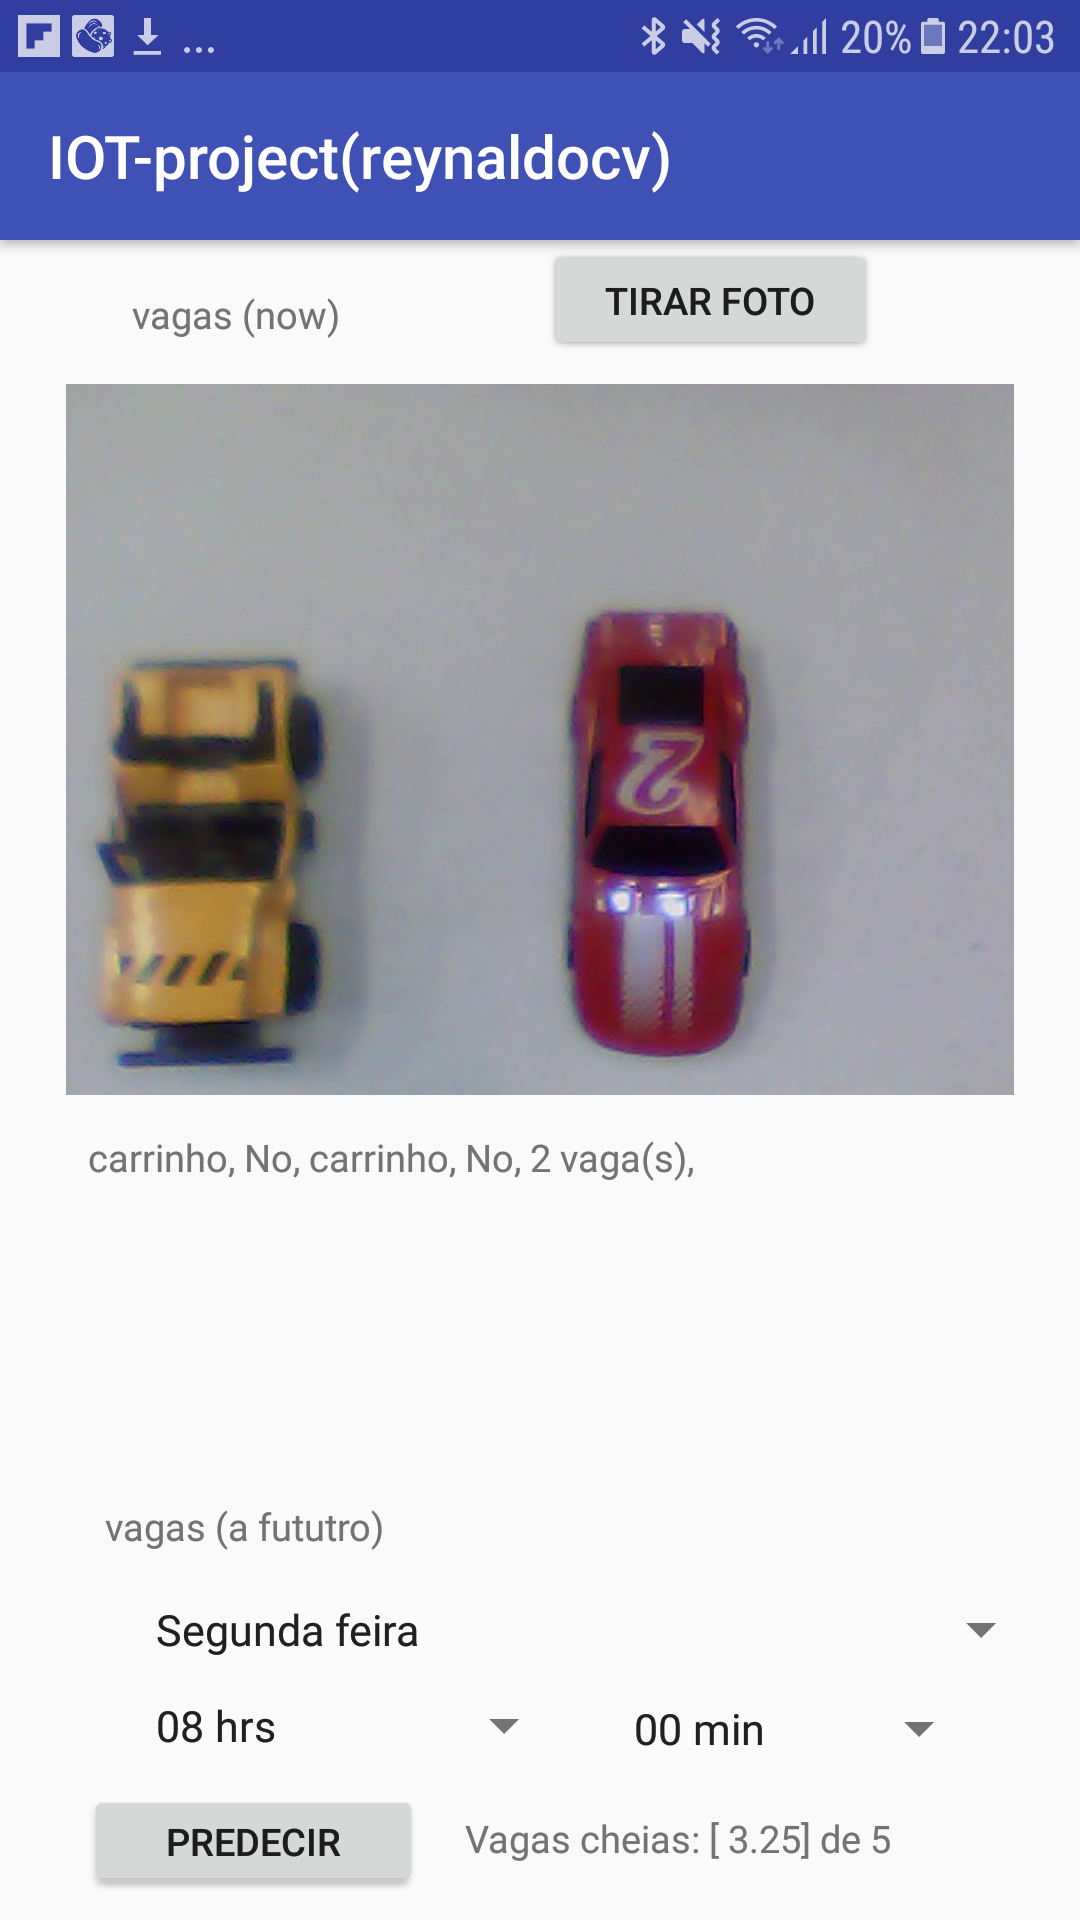 ... 20% 22:03
IOT-project(reynaldocv)
vagas (now) TIRAR FOTO
2
carrinho, No, carrinho, No, 2 vaga(s),
vagas (a fututro)
Segunda feira
08 hrs 00 min
PREDECIR Vagas cheias: [ 3.25] de 5